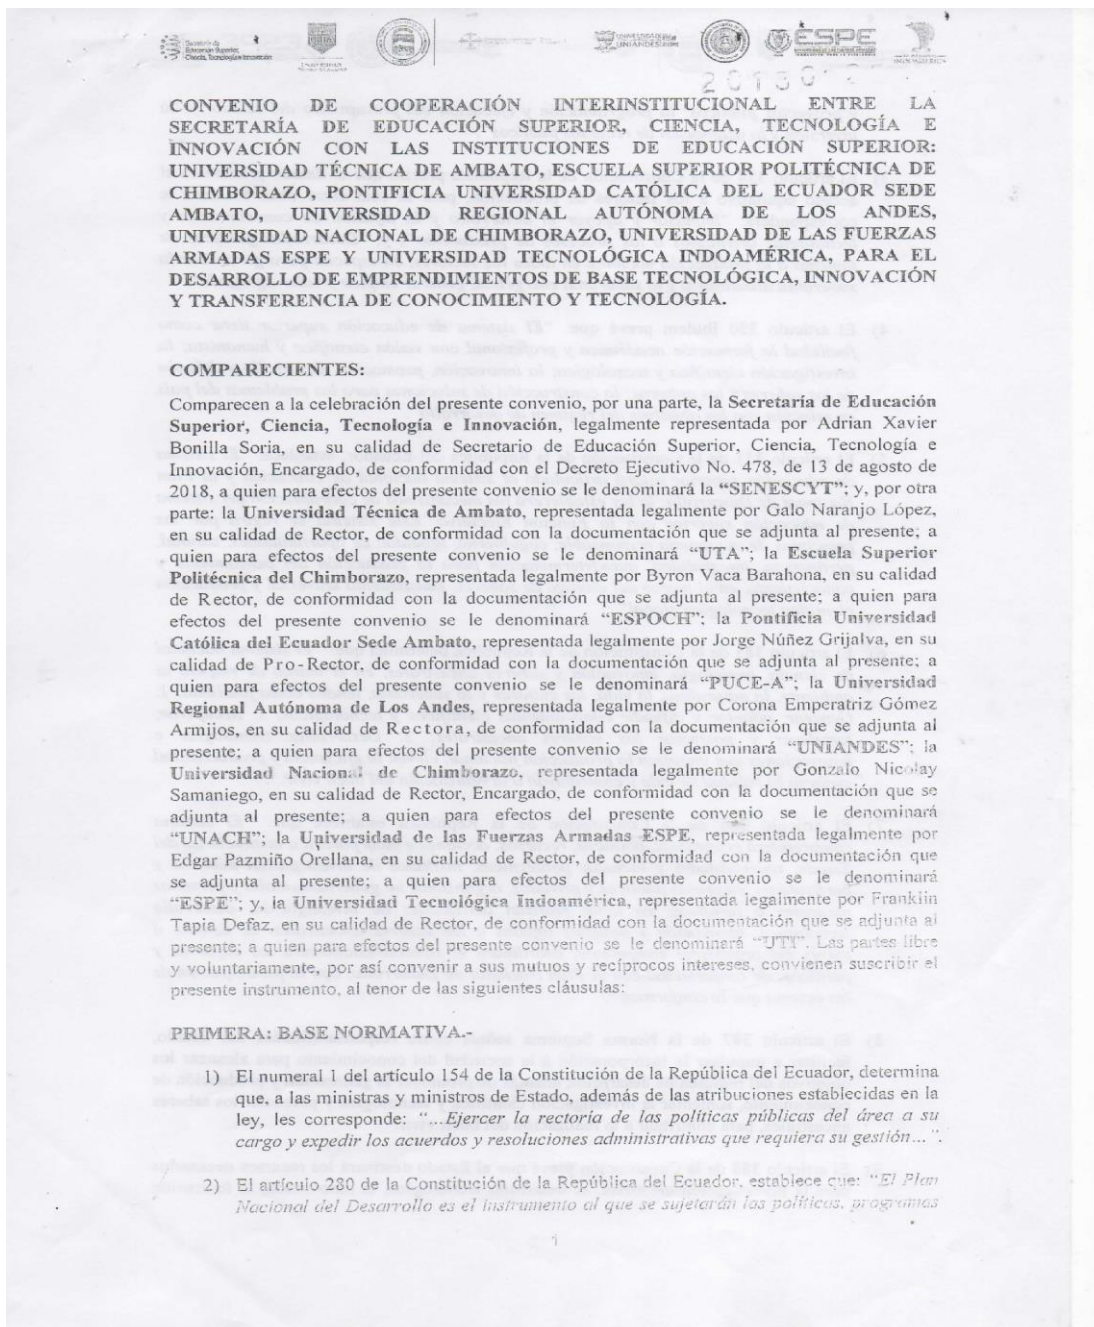 Secretaría de
Educación Superior,
Ciencia, Tecnología e Innovación
UNIANDES
ESPE
CONVENIO DE COOPERACIÓN INTERINSTITUCIONAL ENTRE LA
SECRETARÍA DE EDUCACIÓN SUPERIOR, CIENCIA, TECNOLOGÍA E
INNOVACIÓN CON LAS INSTITUCIONES DE EDUCACIÓN SUPERIOR:
UNIVERSIDAD TÉCNICA DE AMBATO, ESCUELA SUPERIOR POLITÉCNICA DE
CHIMBORAZO, PONTIFICIA UNIVERSIDAD CATÓLICA DEL ECUADOR SEDE
AMBATO, UNIVERSIDAD REGIONAL AUTÓNOMA DE LOS ANDES,
UNIVERSIDAD NACIONAL DE CHIMBORAZO, UNIVERSIDAD DE LAS FUERZAS
ARMADAS ESPE Y UNIVERSIDAD TECNOLÓGICA INDOAMÉRICA, PARA EL
DESARROLLO DE EMPRENDIMIENTOS DE BASE TECNOLÓGICA, INNOVACIÓN
Y TRANSFERENCIA DE CONOCIMIENTO Y TECNOLOGÍA.
COMPARECIENTES:
Comparecen a la celebración del presente convenio, por una parte, la Secretaría de Educación
Superior, Ciencia, Tecnología e Innovación, legalmente representada por Adrian Xavier
Bonilla Soria, en su calidad de Secretario de Educación Superior, Ciencia, Tecnología e
Innovación, Encargado, de conformidad con el Decreto Ejecutivo No. 478, de 13 de agosto de
2018, a quien para efectos del presente convenio se le denominará la “SENESCYT”; y, por otra
parte: la Universidad Técnica de Ambato, representada legalmente por Galo Naranjo López,
en su calidad de Rector, de conformidad con la documentación que se adjunta al presente; a
quien para efectos del presente convenio se le denominará “UTA”; la Escuela Superior
Politécnica del Chimborazo, representada legalmente por Byron Vaca Barahona, en su calidad
de Rector, de conformidad con la documentación que se adjunta al presente; a quien para
efectos del presente convenio se le denominará “ESPOCH”; la Pontificia Universidad
Católica del Ecuador Sede Ambato, representada legalmente por Jorge Núñez Grijalva, en su
calidad de Pro-Rector, de conformidad con la documentación que se adjunta al presente; a
quien para efectos del presente convenio se le denominará “PUCE-A”; la Universidad
Regional Autónoma de Los Andes, representada legalmente por Corona Emperatriz Gómez
Armijos, en su calidad de Rectora, de conformidad con la documentación que se adjunta al
presente; a quien para efectos del presente convenio se le denominará “UNIANDES”; la
Universidad Nacional de Chimborazo, representada legalmente por Gonzalo Nicolay
Samaniego, en su calidad de Rector, Encargado, de conformidad con la documentación que se
adjunta al presente; a quien para efectos del presente convenio se le denominará
“UNACH”; la Universidad de las Fuerzas Armadas ESPE, representada legalmente por
Edgar Pazmiño Orellana, en su calidad de Rector, de conformidad con la documentación que
se adjunta al presente; a quien para efectos del presente convenio se le denominará
“ESPE”; y, la Universidad Tecnológica Indoamérica, representada legalmente por Franklin
Tapia Defaz, en su calidad de Rector, de conformidad con la documentación que se adjunta al
presente; a quien para efectos del presente convenio se le denominará “UTI”. Las partes libre
y voluntariamente, por así convenir a sus mutuos y recíprocos intereses, convienen suscribir el
presente instrumento, al tenor de las siguientes cláusulas:
PRIMERA: BASE NORMATIVA.-
1) El numeral 1 del artículo 154 de la Constitución de la República del Ecuador, determina
que, a las ministras y ministros de Estado, además de las atribuciones establecidas en la
ley, les corresponde: “...Ejercer la rectoría de las políticas públicas del área a su
cargo y expedir los acuerdos y resoluciones administrativas que requiera su gestión...”.
2) El artículo 280 de la Constitución de la República del Ecuador, establece que: “El Plan
Nacional del Desarrollo es el instrumento al que se sujetarán las políticas, programas
1